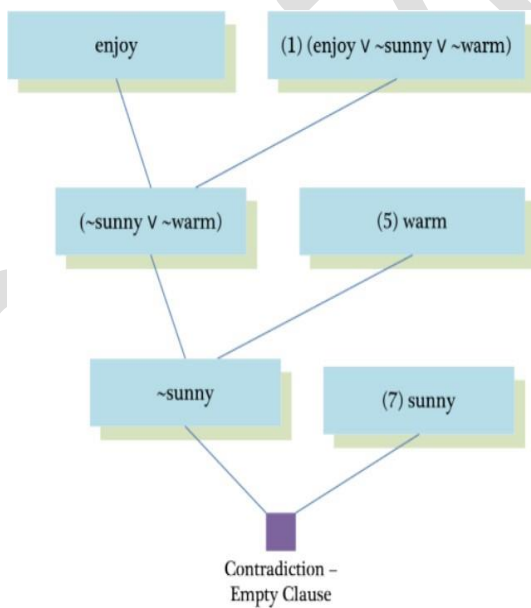 enjoy
(1) (enjoy V ~sunny V ~warm)
(~sunny V ~warm)
(5) warm
~sunny
(7) sunny
Contradiction –
Empty Clause